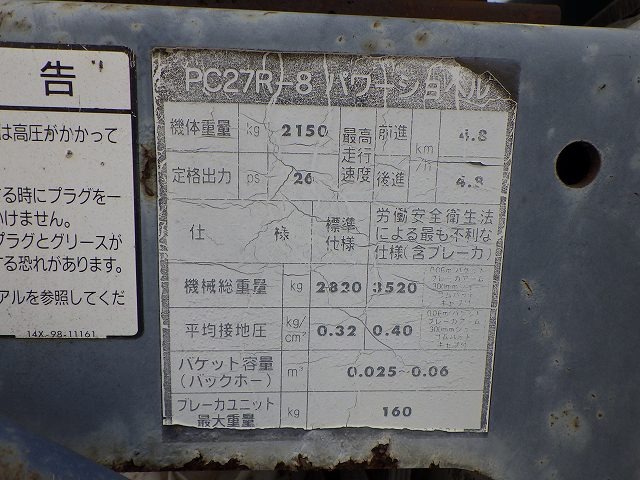 告
は高圧がかかって
する時にプラグを一
いけません。
プラグとグリースが
する恐れがあります。
アルを参照してくだ
14X-98-11161
PC27R-8 パワーショベル
機体重量 kg 2150 最高走行速度 前進 km/h 4.8
定格出力 ps 26 後進 4.8
仕様 標準仕様 労働安全衛生法による最も不利な仕様(含ブレーカ)
機械総重量 kg 2820 3520
平均接地圧 kg/cm² 0.32 0.40
バケット容量(バックホー) m³ 0.025~0.06
ブレーカユニット最大重量 kg 160